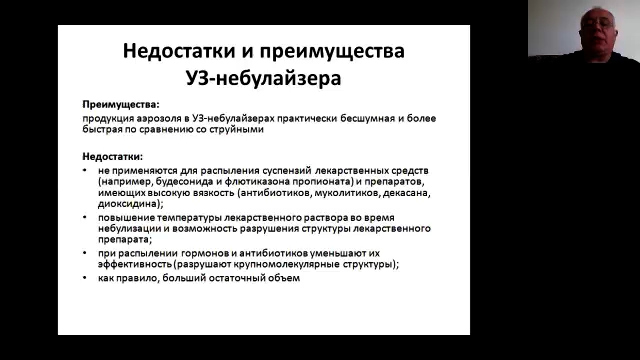 Недостатки и преимущества
УЗ-небулайзера
Преимущества:
продукция аэрозоля в УЗ-небулайзерах практически бесшумная и более
быстрая по сравнению со струйными
Недостатки:
• не применяются для распыления суспензий лекарственных средств
(например, будесонида и флютиказона пропионата) и препаратов,
имеющих высокую вязкость (антибиотиков, муколитиков, декасана,
диоксидина);
• повышение температуры лекарственного раствора во время
небулизации и возможность разрушения структуры лекарственного
препарата;
• при распылении гормонов и антибиотиков уменьшают их
эффективность (разрушают крупномолекулярные структуры);
• как правило, больший остаточный объем